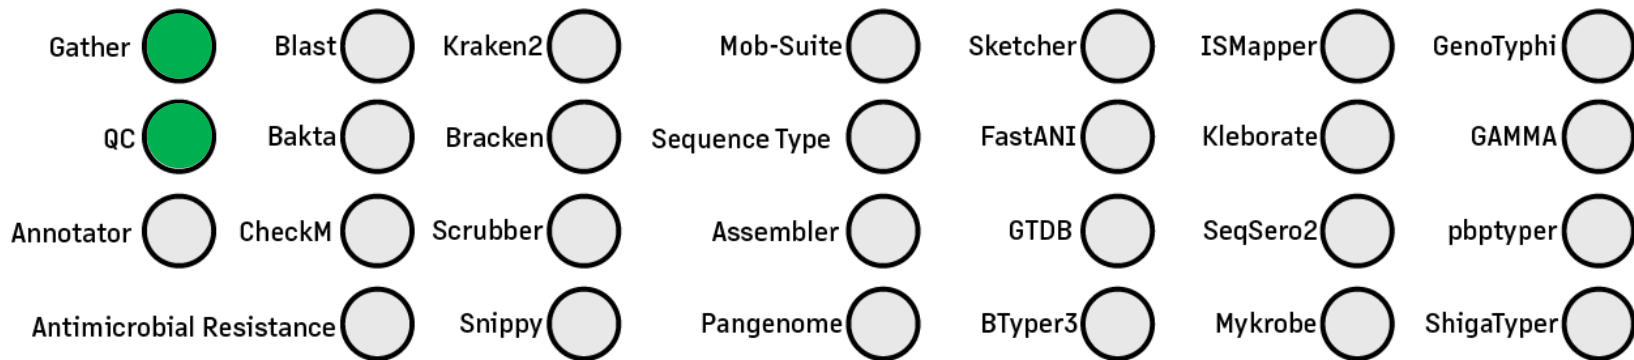 Gather Blast Kraken2 Mob-Suite Sketcher ISMapper GenoTyphi
QC Bakta Bracken Sequence Type FastANI Kleborate GAMMA
Annotator CheckM Scrubber Assembler GTDB SeqSero2 pbptyper
Antimicrobial Resistance Snippy Pangenome BTyper3 Mykrobe ShigaTyper